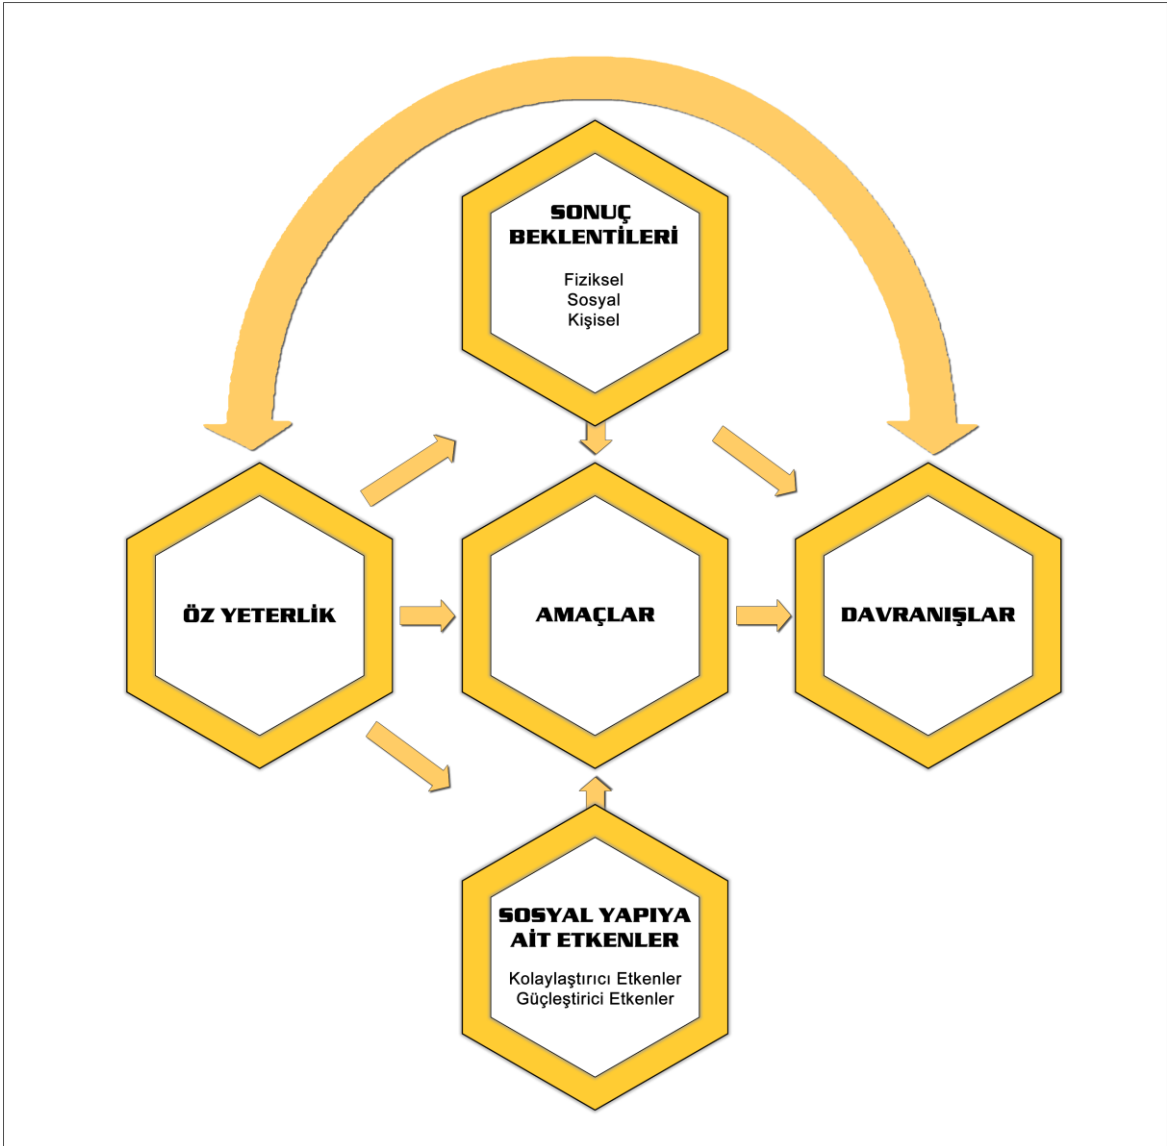 SONUÇ
BEKLENTİLERİ
Fiziksel
Sosyal
Kişisel
ÖZ YETERLİK
AMAÇLAR
DAVRANIŞLAR
SOSYAL YAPIYA
AİT ETKENLER
Kolaylaştırıcı Etkenler
Güçleştirici Etkenler